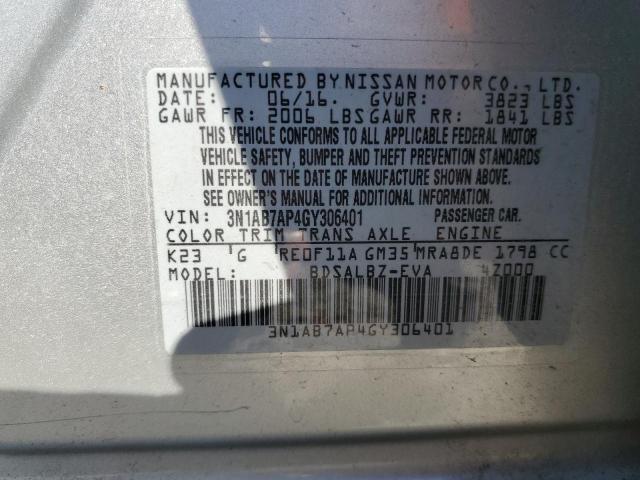 MANUFACTURED BY NISSAN MOTOR CO., LTD.
DATE: 06/16. GVWR: 3823 LBS
GAWR FR: 2006 LBS GAWR RR: 1841 LBS
THIS VEHICLE CONFORMS TO ALL APPLICABLE FEDERAL MOTOR
VEHICLE SAFETY, BUMPER AND THEFT PREVENTION STANDARDS
IN EFFECT ON THE DATE OF MANUFACTURE SHOWN ABOVE.
SEE OWNER'S MANUAL FOR ADDITIONAL INFORMATION.
VIN: 3N1AB7AP4GY306401 PASSENGER CAR.
COLOR TRIM TRANS AXLE ENGINE
K23 G RE0F11A GM35 MRA8DE 1798 CC
MODEL: BDSALBZ-EVA 4Z000
3N1AB7AP4GY306401